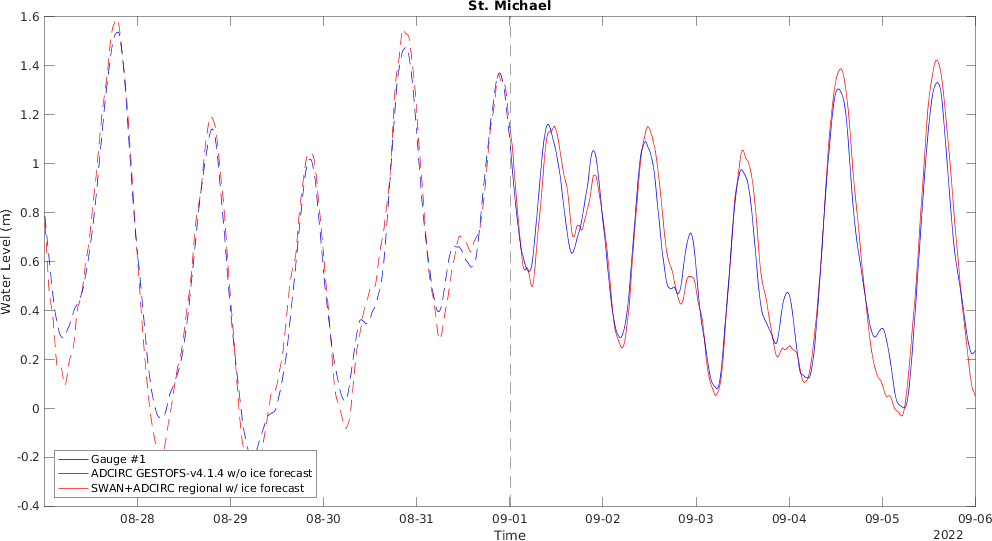 St. Michael
Water Level (m)
1.6
1.4
1.2
1
0.8
0.6
0.4
0.2
0
-0.2
-0.4
Gauge #1
ADCIRC GESTOFS-v4.1.4 w/o ice forecast
SWAN+ADCIRC regional w/ ice forecast
08-28 08-29 08-30 08-31 09-01 09-02 09-03 09-04 09-05 09-06
Time
2022